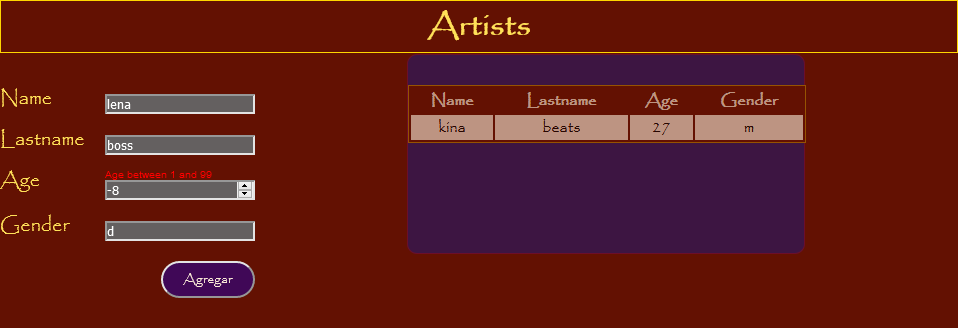 Artists
Name lena
Lastname boss
Age between 1 and 99
Age -8
Gender d
Agregar
Name Lastname Age Gender
kina beats 27 m